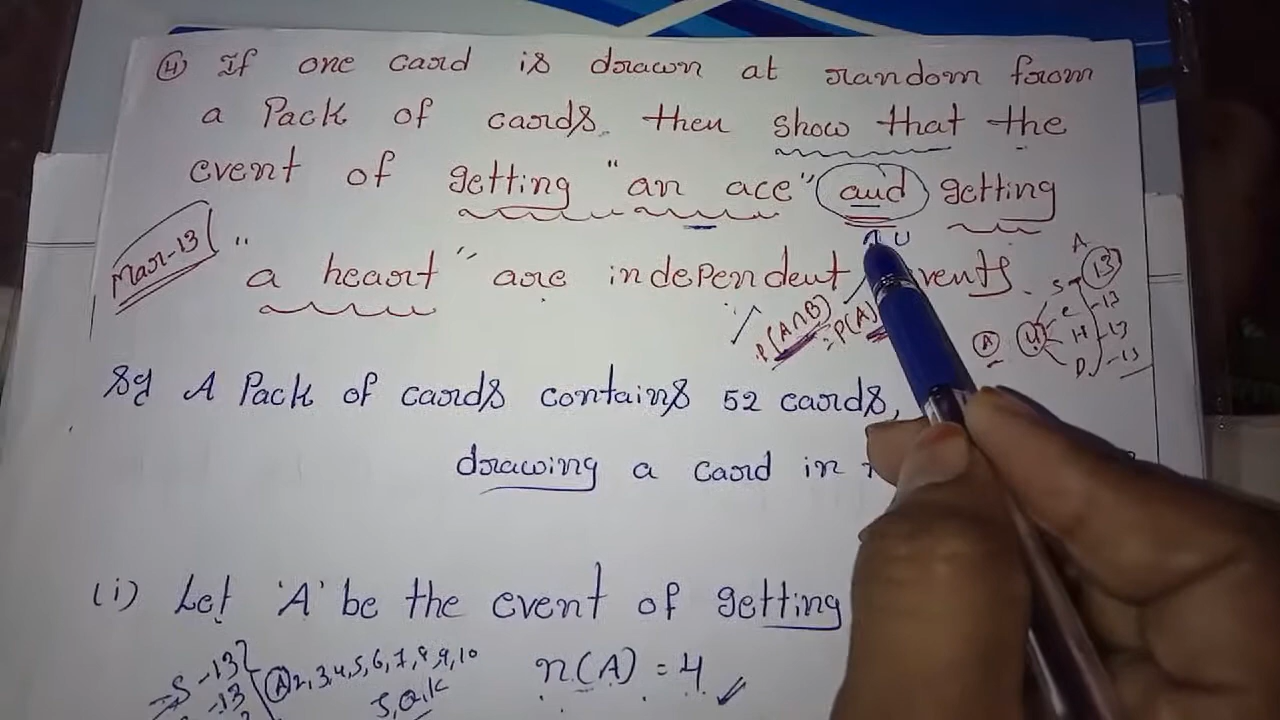 (4) If one card is drawn at random from
a Pack of cards, then show that the
event of getting "an ace" and getting
Mar-13
"a heart" are independent vents.
P(A∩B) = P(A)
A 13
S
C -13
A 4 H -13
D -13
Sol A Pack of cards contains 52 cards,
drawing a card in
(i) Let 'A' be the event of getting
S -13
-13
A 2, 3, 4, 5, 6, 7, 8, 9, 10
J, Q, K
n(A) = 4